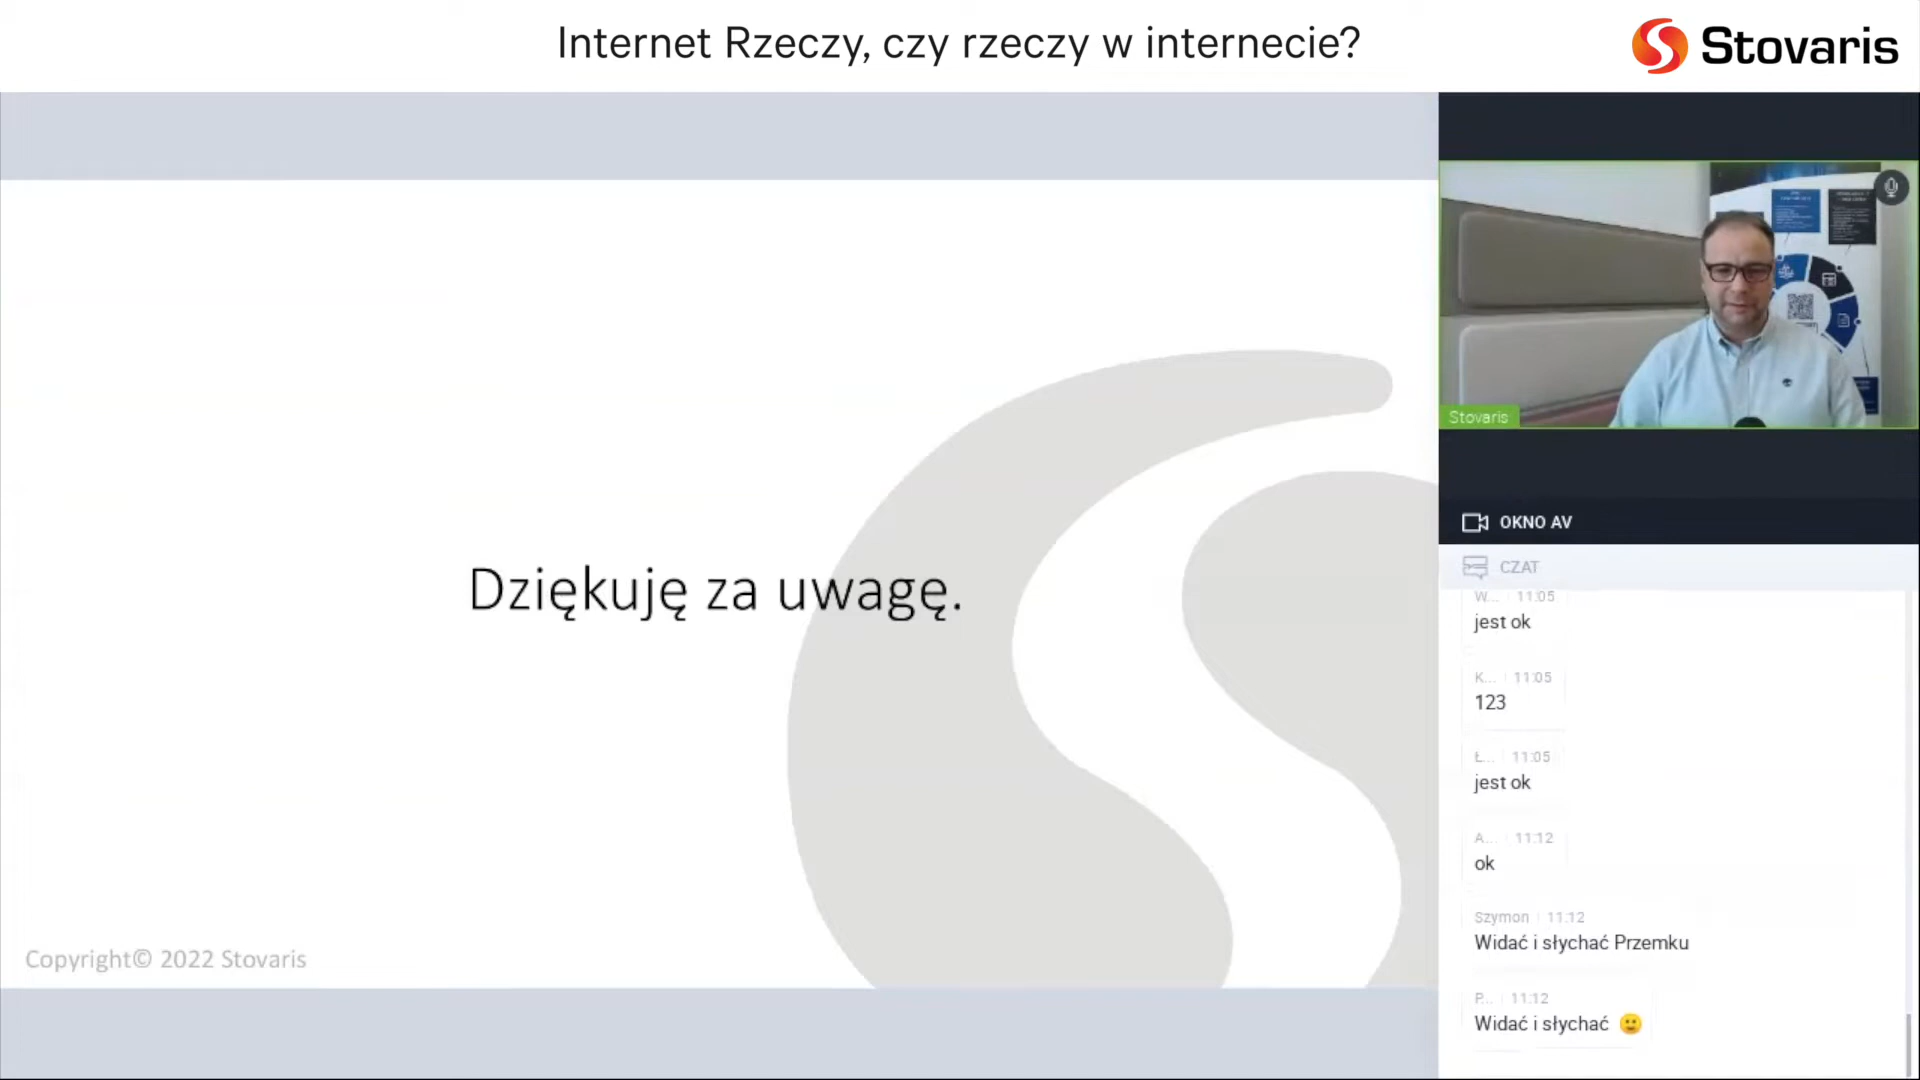 Internet Rzeczy, czy rzeczy w internecie?
Stovaris
Dziękuję za uwagę.
Copyright© 2022 Stovaris
Stovaris
OKNO AV
CZAT
W... 11:05
jest ok
K... 11:05
123
Ł... 11:05
jest ok
A... 11:12
ok
Szymon 11:12
Widać i słychać Przemku
P... 11:12
Widać i słychać 🙂